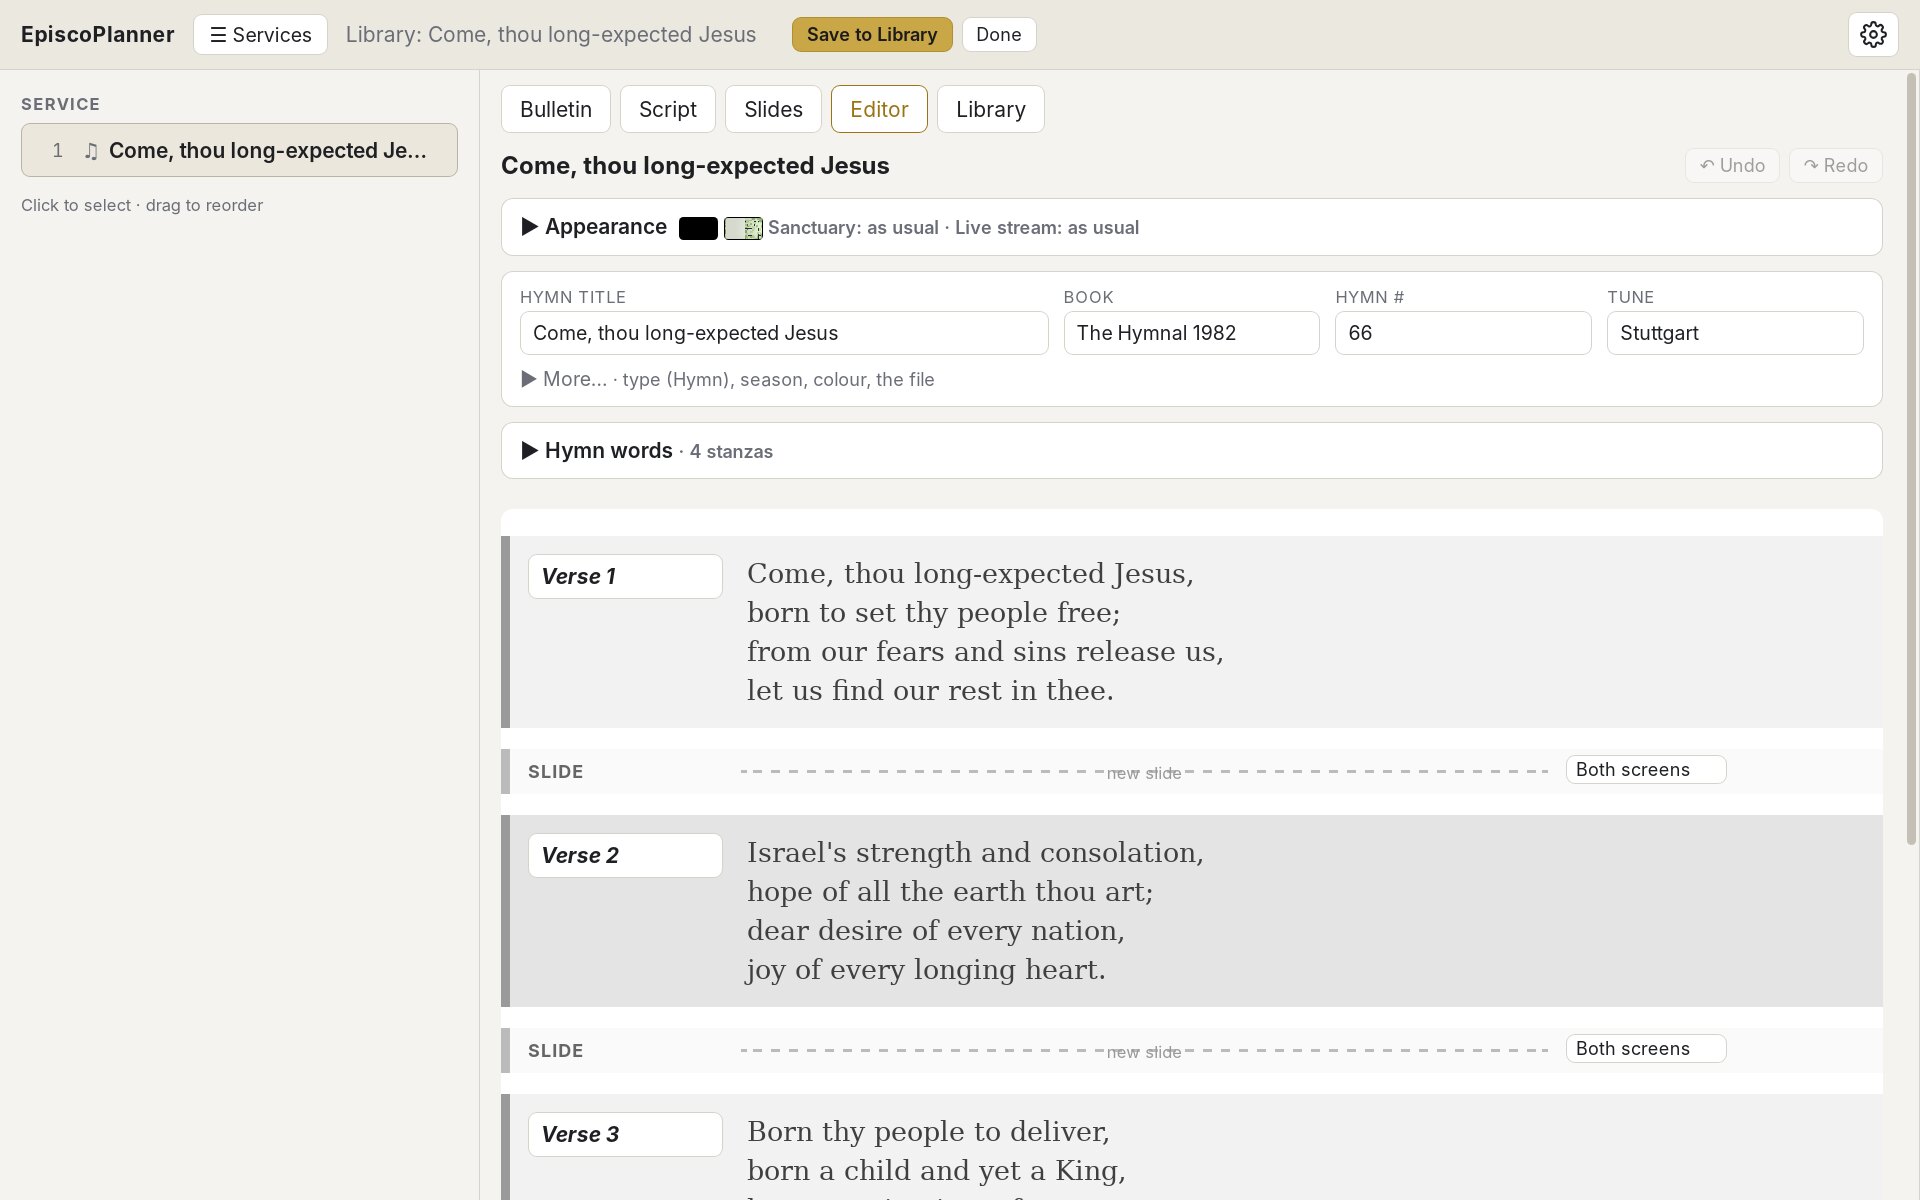 EpiscoPlanner
☰ Services
Library: Come, thou long-expected Jesus
Save to Library
Done
SERVICE
1 ♫ Come, thou long-expected Je...
Click to select · drag to reorder
Bulletin
Script
Slides
Editor
Library
Come, thou long-expected Jesus
↶ Undo
↷ Redo
▶ Appearance Sanctuary: as usual · Live stream: as usual
HYMN TITLE
Come, thou long-expected Jesus
BOOK
The Hymnal 1982
HYMN #
66
TUNE
Stuttgart
▶ More... · type (Hymn), season, colour, the file
▶ Hymn words · 4 stanzas
Verse 1
Come, thou long-expected Jesus,
born to set thy people free;
from our fears and sins release us,
let us find our rest in thee.
SLIDE
new slide
Both screens
Verse 2
Israel's strength and consolation,
hope of all the earth thou art;
dear desire of every nation,
joy of every longing heart.
SLIDE
new slide
Both screens
Verse 3
Born thy people to deliver,
born a child and yet a King,